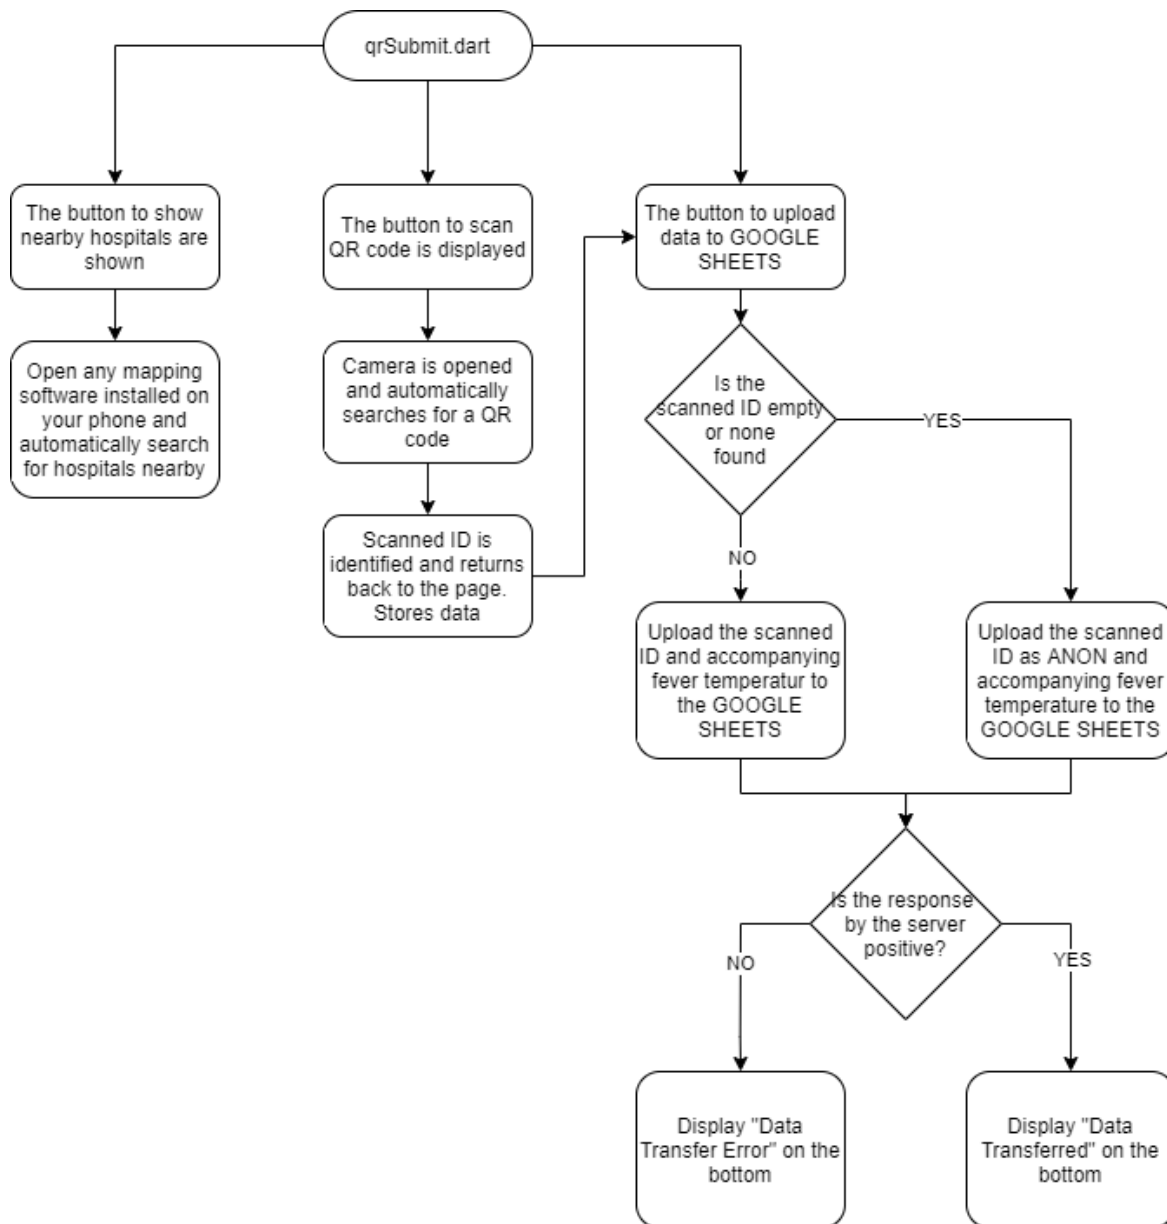 qrSubmit.dart
The button to show
nearby hospitals are
shown
The button to scan
QR code is displayed
The button to upload
data to GOOGLE
SHEETS
Open any mapping
software installed on
your phone and
automatically search
for hospitals nearby
Camera is opened
and automatically
searches for a QR
code
Is the
scanned ID empty
or none
found
YES
Scanned ID is
identified and returns
back to the page.
Stores data
NO
Upload the scanned
ID and accompanying
fever temperatur to
the GOOGLE
SHEETS
Upload the scanned
ID as ANON and
accompanying fever
temperature to the
GOOGLE SHEETS
Is the response
by the server
positive?
NO
YES
Display "Data
Transfer Error" on the
bottom
Display "Data
Transferred" on the
bottom